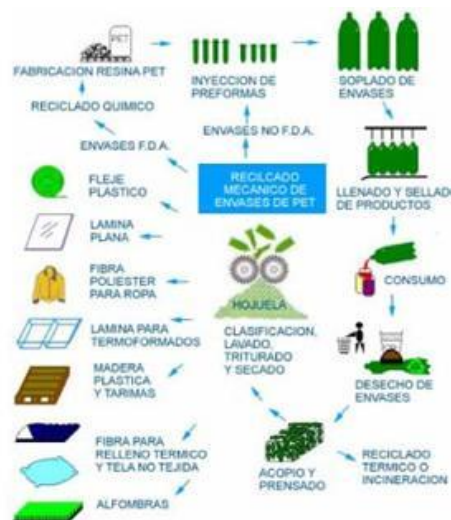 PET
FABRICACION RESINA PET
INYECCION DE
PREFORMAS
SOPLADO DE
ENVASES
RECICLADO QUIMICO
ENVASES NO F.D.A.
ENVASES F.D.A.
RECILCADO
MECANICO DE
ENVASES DE PET
LLENADO Y SELLADO
DE PRODUCTOS
FLEJE
PLASTICO
LAMINA
PLANA
CONSUMO
FIBRA
POLIESTER
PARA ROPA
HOJUELA
CLASIFICACION,
LAVADO,
TRITURADO
Y SECADO
LAMINA PARA
TERMOFORMADOS
DESECHO DE
ENVASES
MADERA
PLASTICA
Y TARIMAS
FIBRA PARA
RELLENO TERMICO
Y TELA NO TEJIDA
ACOPIO Y
PRENSADO
RECICLADO
TERMICO O
INCINERACION
ALFOMBRAS